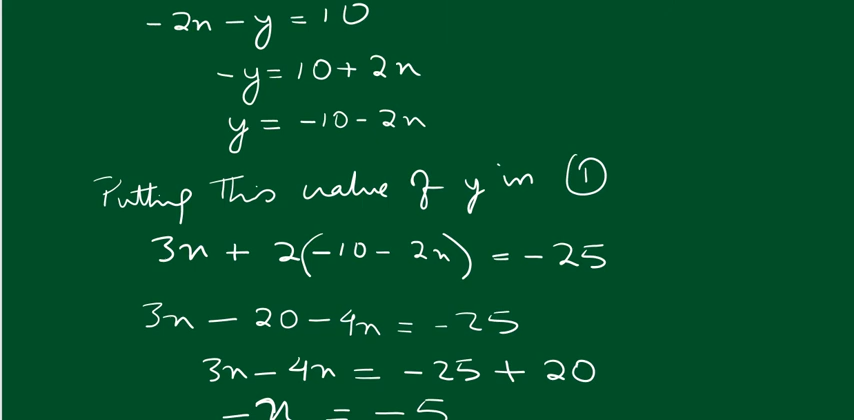 -2x - y = 10
-y = 10 + 2x
y = -10 - 2x
Putting This value of y in ①
3x + 2(-10 - 2x) = -25
3x - 20 - 4x = -25
3x - 4x = -25 + 20
-x = -5